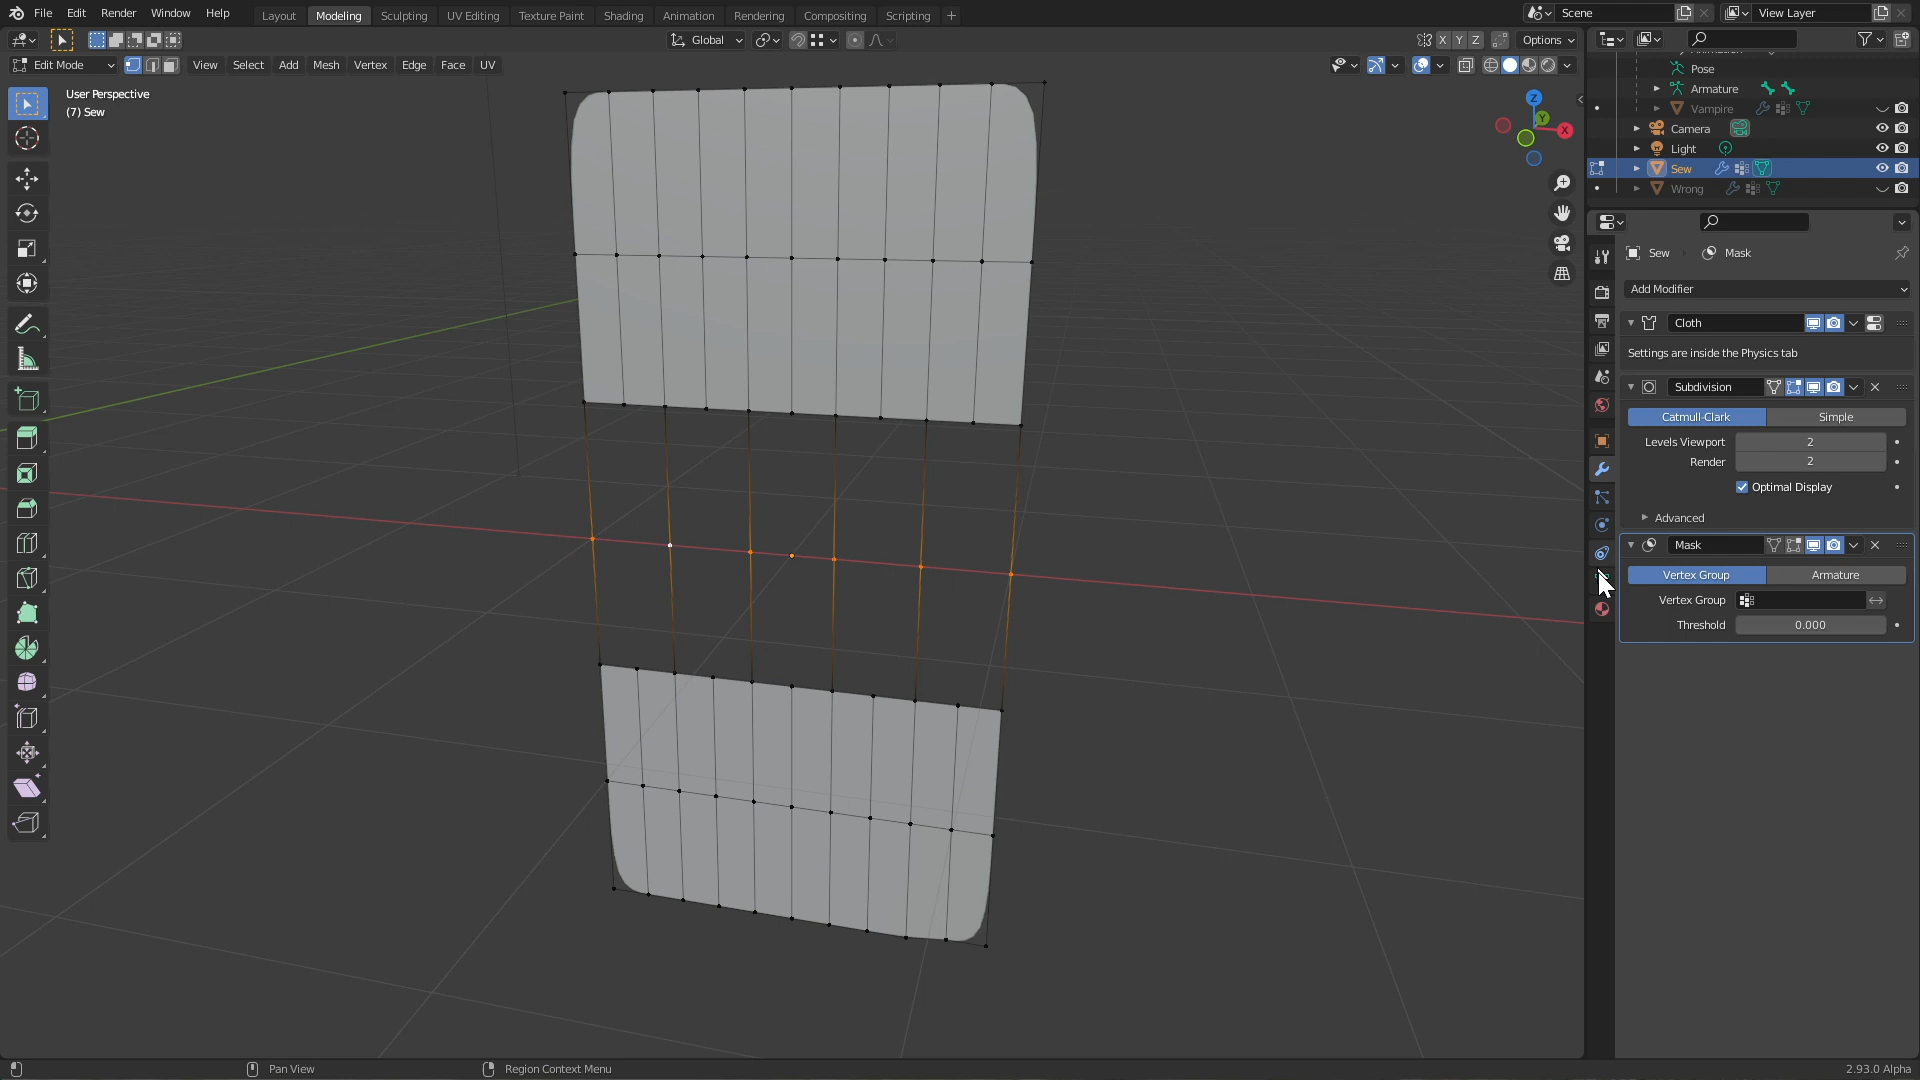 File Edit Render Window Help Layout Modeling Sculpting UV Editing Texture Paint Shading Animation Rendering Compositing Scripting + Scene View Layer
Global X Y Z Options
Edit Mode View Select Add Mesh Vertex Edge Face UV
User Perspective
(7) Sew
Z
Y
X
Pose
Armature
Vampire
Camera
Light
Sew
Wrong
Sew › Mask
Add Modifier
Cloth
Settings are inside the Physics tab
Subdivision
Catmull-Clark Simple
Levels Viewport 2
Render 2
Optimal Display
Advanced
Mask
Vertex Group Armature
Vertex Group
Threshold 0.000
Pan View Region Context Menu 2.93.0 Alpha